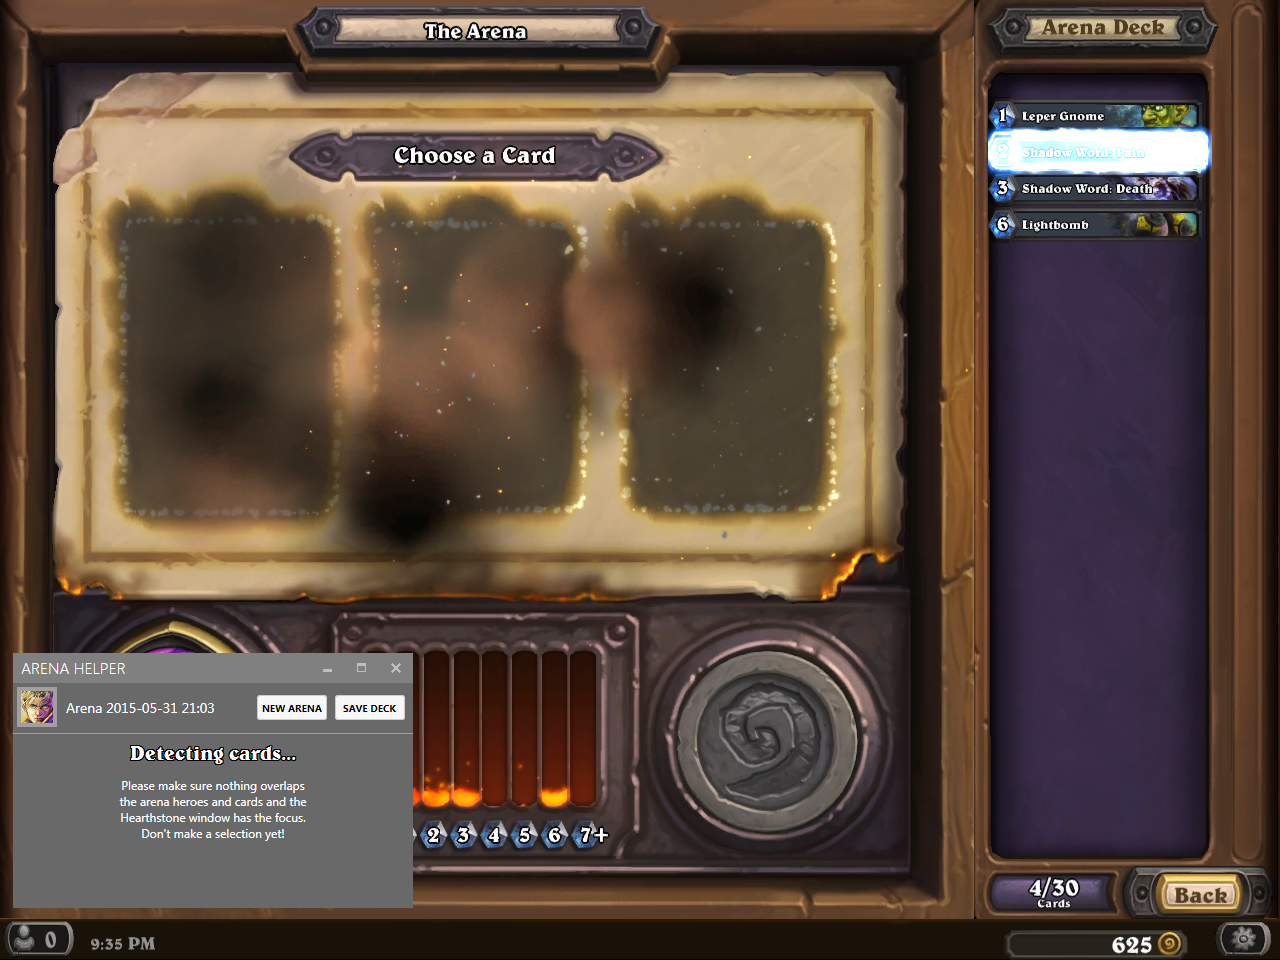 The Arena
Arena Deck
Choose a Card
1 Leper Gnome
2 Shadow Word: Pain
3 Shadow Word: Death
6 Lightbomb
ARENA HELPER
Arena 2015-05-31 21:03
NEW ARENA
SAVE DECK
Detecting cards...
Please make sure nothing overlaps
the arena heroes and cards and the
Hearthstone window has the focus.
Don't make a selection yet!
2 3 4 5 6 7+
4/30
Cards
Back
0
9:35 PM
625